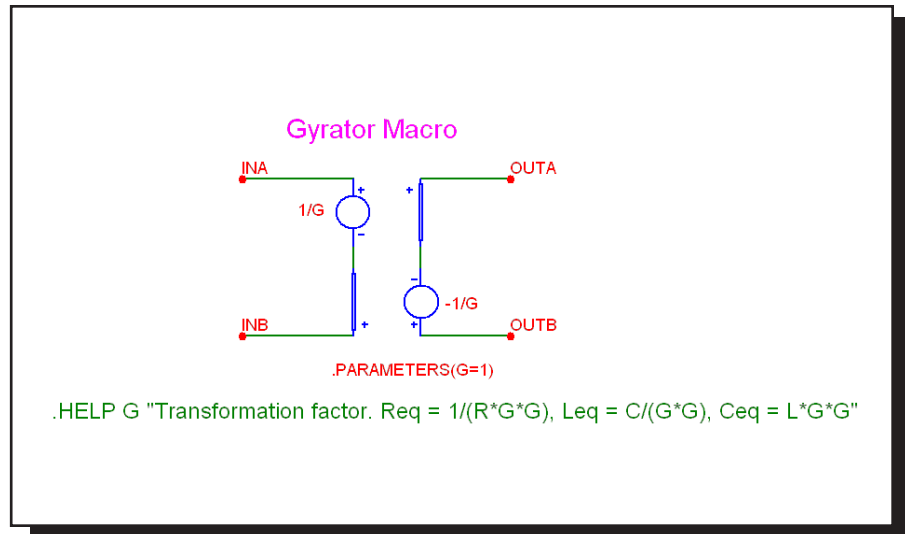 Gyrator Macro
INA
OUTA
+
+
1/G
-
-
-1/G
INB
+
+
OUTB
.PARAMETERS(G=1)
.HELP G "Transformation factor. Req = 1/(R*G*G), Leq = C/(G*G), Ceq = L*G*G"